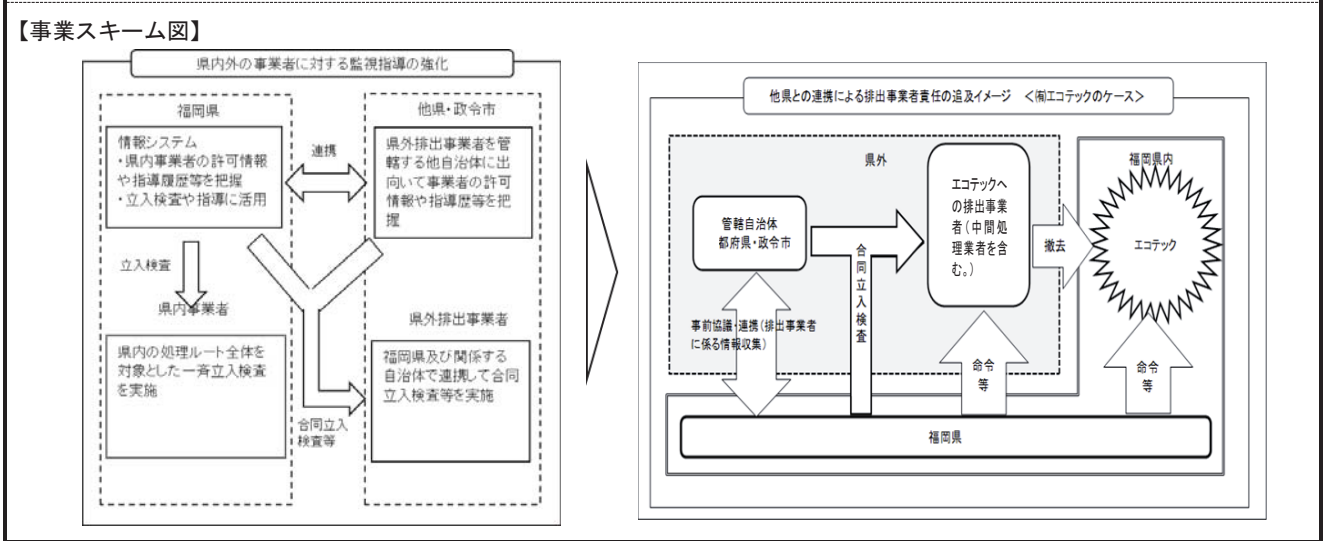 【事業スキーム図】
県内外の事業者に対する監視指導の強化
福岡県
情報システム
・県内事業者の許可情報
や指導履歴等を把握
・立入検査や指導に活用
連携
他県・政令市
県外排出事業者を管
轄する他自治体に出
向いて事業者の許可
情報や指導歴等を把
握
立入検査
県内事業者
県内の処理ルート全体を
対象とした一斉立入検査
を実施
県外排出事業者
福岡県及び関係する
自治体で連携して合同
立入検査等を実施
合同立入
検査等
他県との連携による排出事業者責任の追及イメージ <㈲エコテックのケース>
県外
管轄自治体
都府県・政令市
事前協議・連携(排出事業者
に係る情報収集)
合同立入検査
エコテックへ
の排出事業
者(中間処
理業者を含
む。)
撤去
福岡県内
エコテック
命令
等
命令
等
福岡県